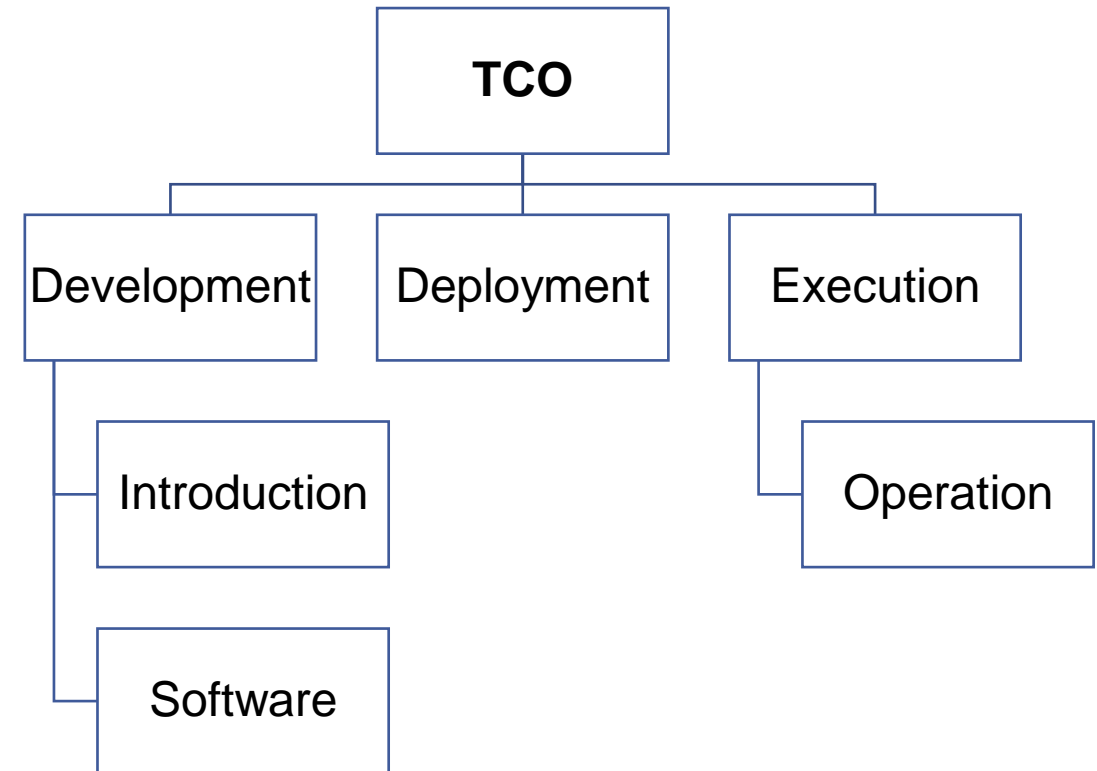 TCO
Development
Deployment
Execution
Introduction
Operation
Software